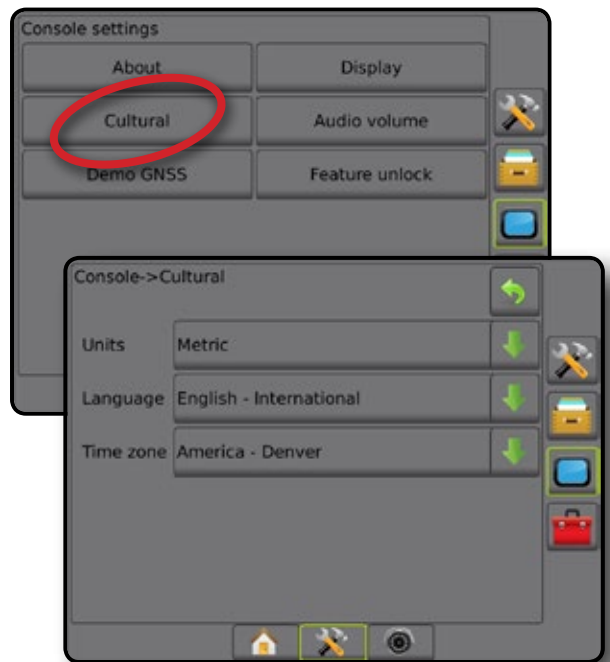 Console settings
About
Display
Cultural
Audio volume
Demo GNSS
Feature unlock
Console->Cultural
Units
Metric
Language
English - International
Time zone
America - Denver